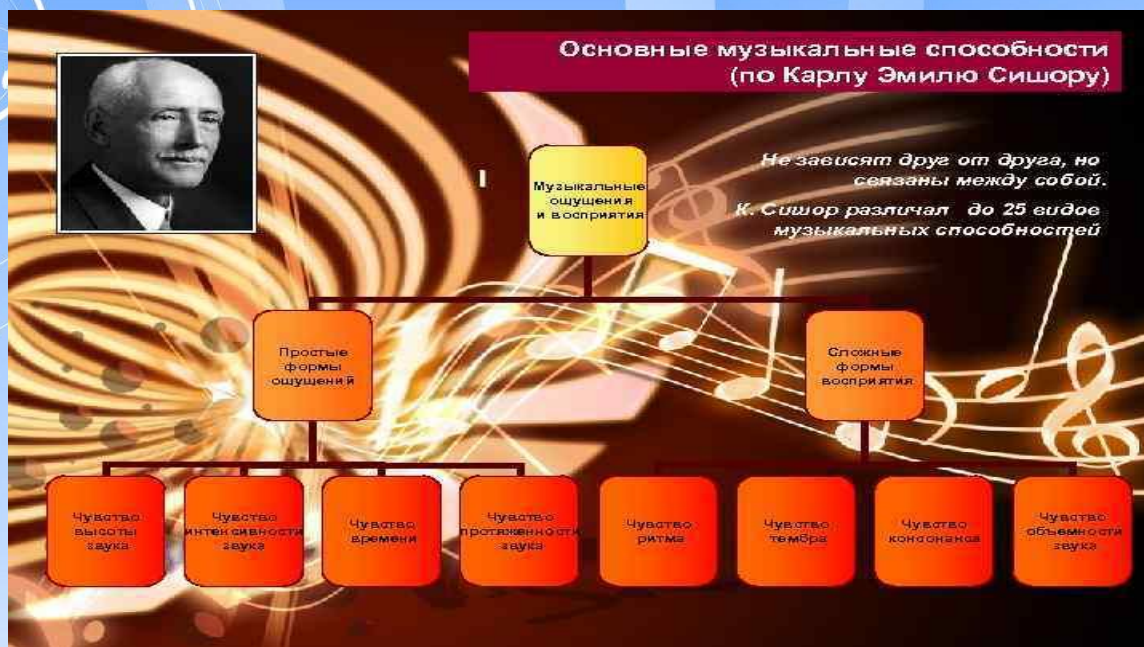 Основные музыкальные способности
(по Карлу Эмилю Сишору)
Не зависят друг от друга, но
связаны между собой.
К. Сишор различал до 25 видов
музыкальных способностей
Музыкальные
ощущения
и восприятия
Простые
формы
ощущений
Сложные
формы
восприятия
Чувство
высоты
звука
Чувство
интенсивности
звука
Чувство
времени
Чувство
протяженности
звука
Чувство
ритма
Чувство
тембра
Чувство
консонанса
Чувство
объемности
звука